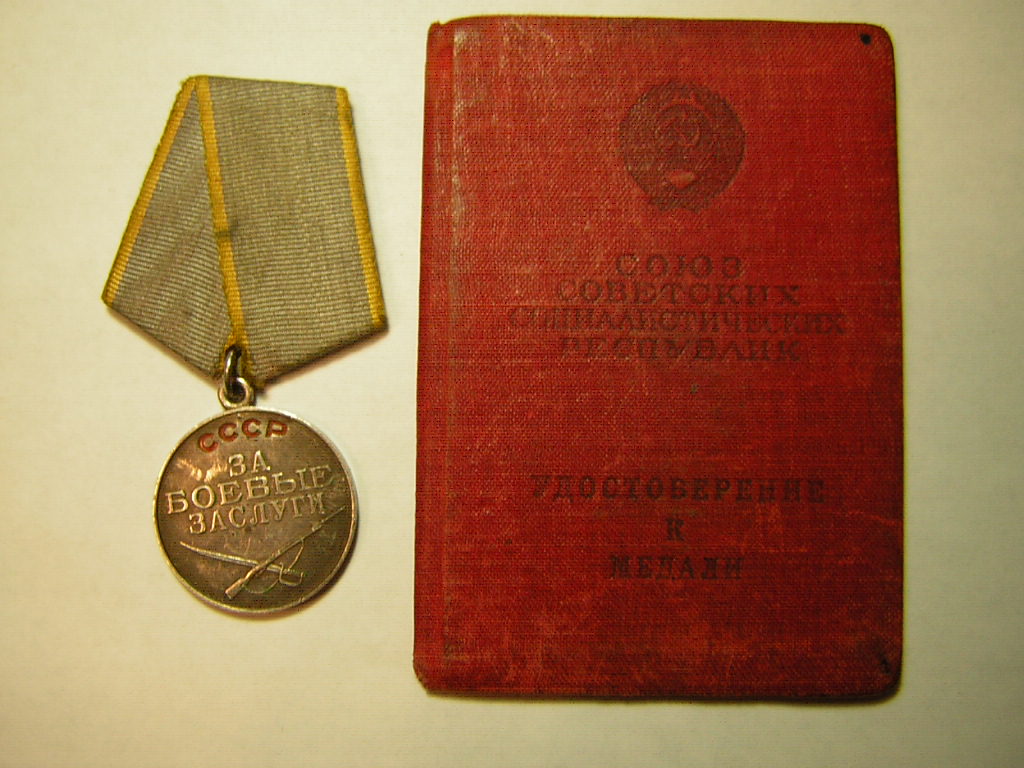 СССР
ЗА
БОЕВЫЕ
ЗАСЛУГИ
СОЮЗ
СОВЕТСКИХ
СОЦИАЛИСТИЧЕСКИХ
РЕСПУБЛИК
УДОСТОВЕРЕНИЕ
К
МЕДАЛИ